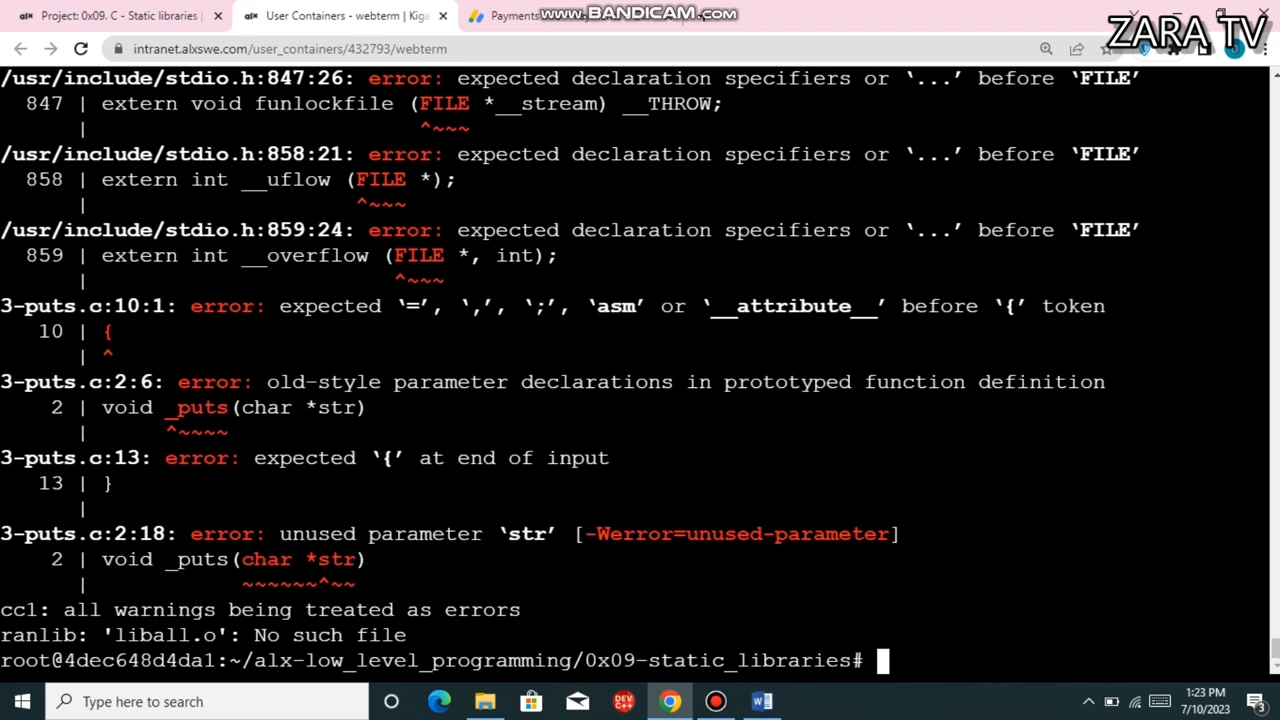 Project: 0x09. C - Static libraries |
User Containers - webterm | Kiga
Payments
www.BANDICAM.com
ZARA TV
intranet.alxswe.com/user_containers/432793/webterm
/usr/include/stdio.h:847:26: error: expected declaration specifiers or ‘...’ before ‘FILE’
847 | extern void funlockfile (FILE *__stream) __THROW;
| ^~~~
/usr/include/stdio.h:858:21: error: expected declaration specifiers or ‘...’ before ‘FILE’
858 | extern int __uflow (FILE *);
| ^~~~
/usr/include/stdio.h:859:24: error: expected declaration specifiers or ‘...’ before ‘FILE’
859 | extern int __overflow (FILE *, int);
| ^~~~
3-puts.c:10:1: error: expected ‘=’, ‘,’, ‘;’, ‘asm’ or ‘__attribute__’ before ‘{’ token
10 | {
| ^
3-puts.c:2:6: error: old-style parameter declarations in prototyped function definition
2 | void _puts(char *str)
| ^~~~~
3-puts.c:13: error: expected ‘{’ at end of input
13 | }
|
3-puts.c:2:18: error: unused parameter ‘str’ [-Werror=unused-parameter]
2 | void _puts(char *str)
| ~~~~~~^~~
cc1: all warnings being treated as errors
ranlib: 'liball.o': No such file
root@4dec648d4da1:~/alx-low_level_programming/0x09-static_libraries#
Type here to search
DEV C++
1:23 PM
7/10/2023
3